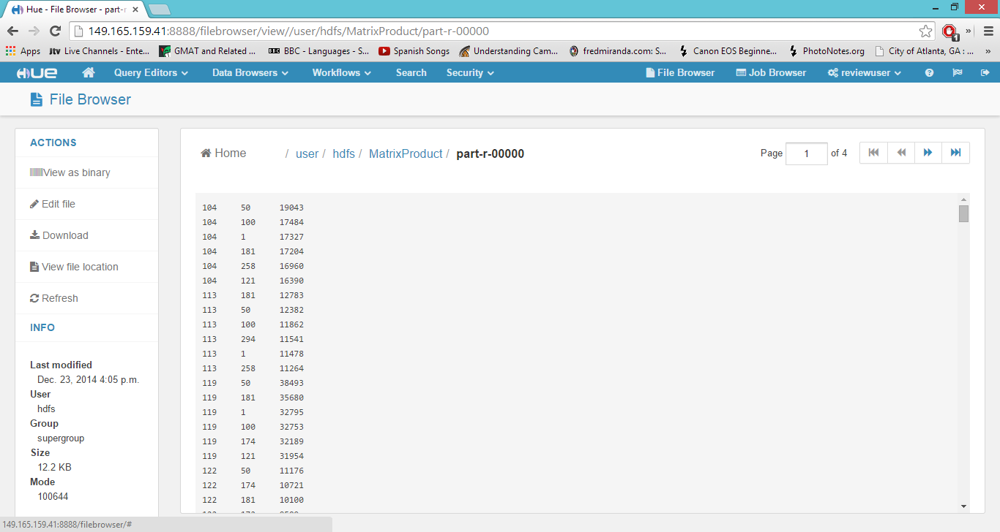 Hue - File Browser - part-r
149.165.159.41:8888/filebrowser/view//user/hdfs/MatrixProduct/part-r-00000
Apps jtv Live Channels - Ente... GMAT and Related ... BBC BBC - Languages - S... Spanish Songs Understanding Cam... fredmiranda.com: S... Canon EOS Beginne... PhotoNotes.org City of Atlanta, GA : ... »
HUE Query Editors Data Browsers Workflows Search Security File Browser Job Browser reviewuser
File Browser
ACTIONS
View as binary
Edit file
Download
View file location
Refresh
INFO
Last modified
Dec. 23, 2014 4:05 p.m.
User
hdfs
Group
supergroup
Size
12.2 KB
Mode
100644
Home / user / hdfs / MatrixProduct / part-r-00000
Page 1 of 4
104 50 19043
104 100 17484
104 1 17327
104 181 17204
104 258 16960
104 121 16390
113 181 12783
113 50 12382
113 100 11862
113 294 11541
113 1 11478
113 258 11264
119 50 38493
119 181 35680
119 1 32795
119 100 32753
119 174 32189
119 121 31954
122 50 11176
122 174 10721
122 181 10100
149.165.159.41:8888/filebrowser/#